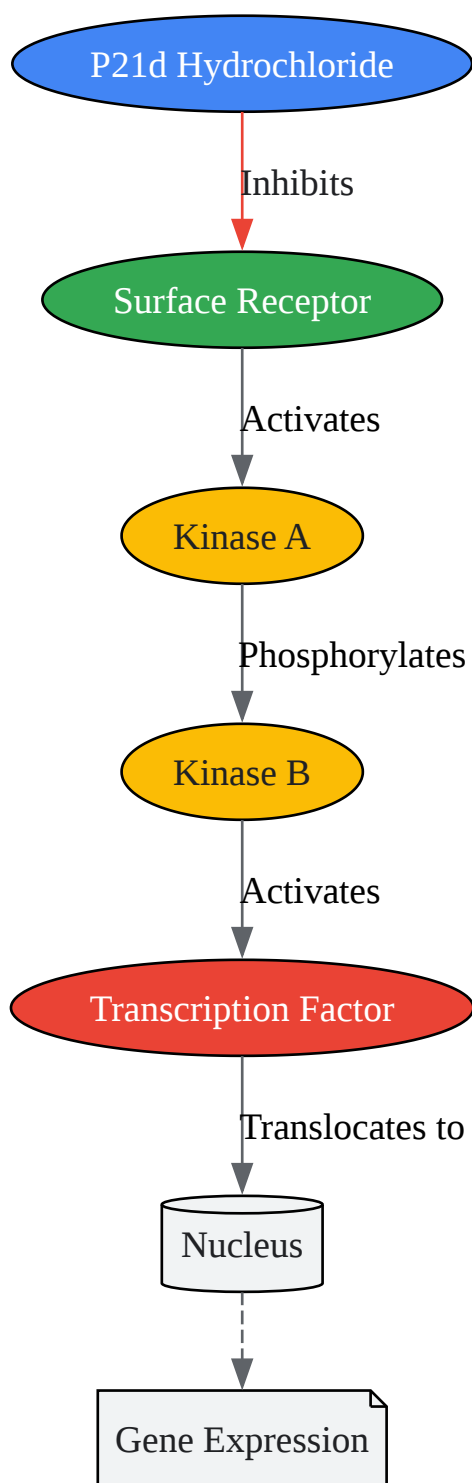 P21d Hydrochloride
Inhibits
Surface Receptor
Activates
Kinase A
Phosphorylates
Kinase B
Activates
Transcription Factor
Translocates to
Nucleus
Gene Expression